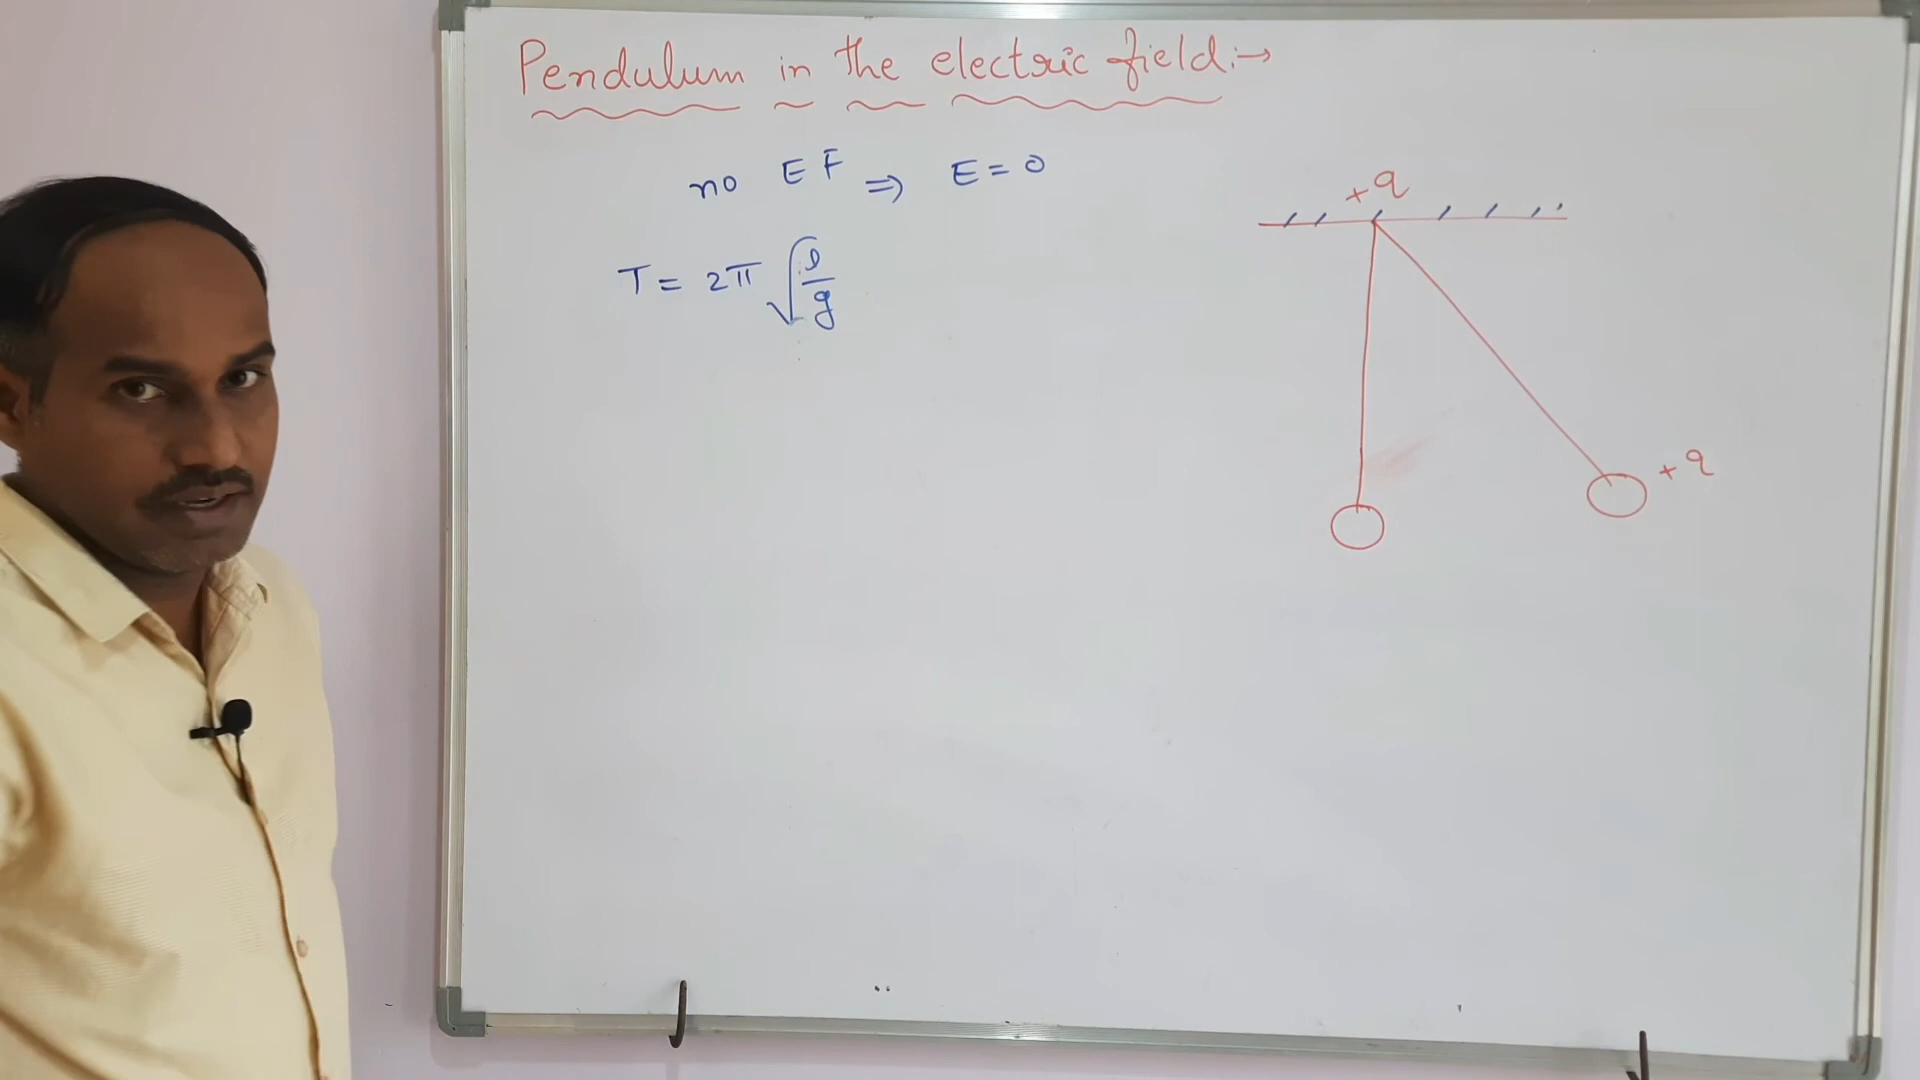 Pendulum in the electric field:→
no EF ⇒ E = 0
T = 2π √(l/g)
+q
+q